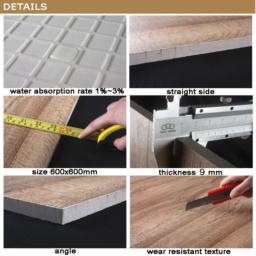 DETAILS
water absorption rate 1%~3%
straight side
size 600x600mm
thickness 9 mm
angle
wear resistant texture